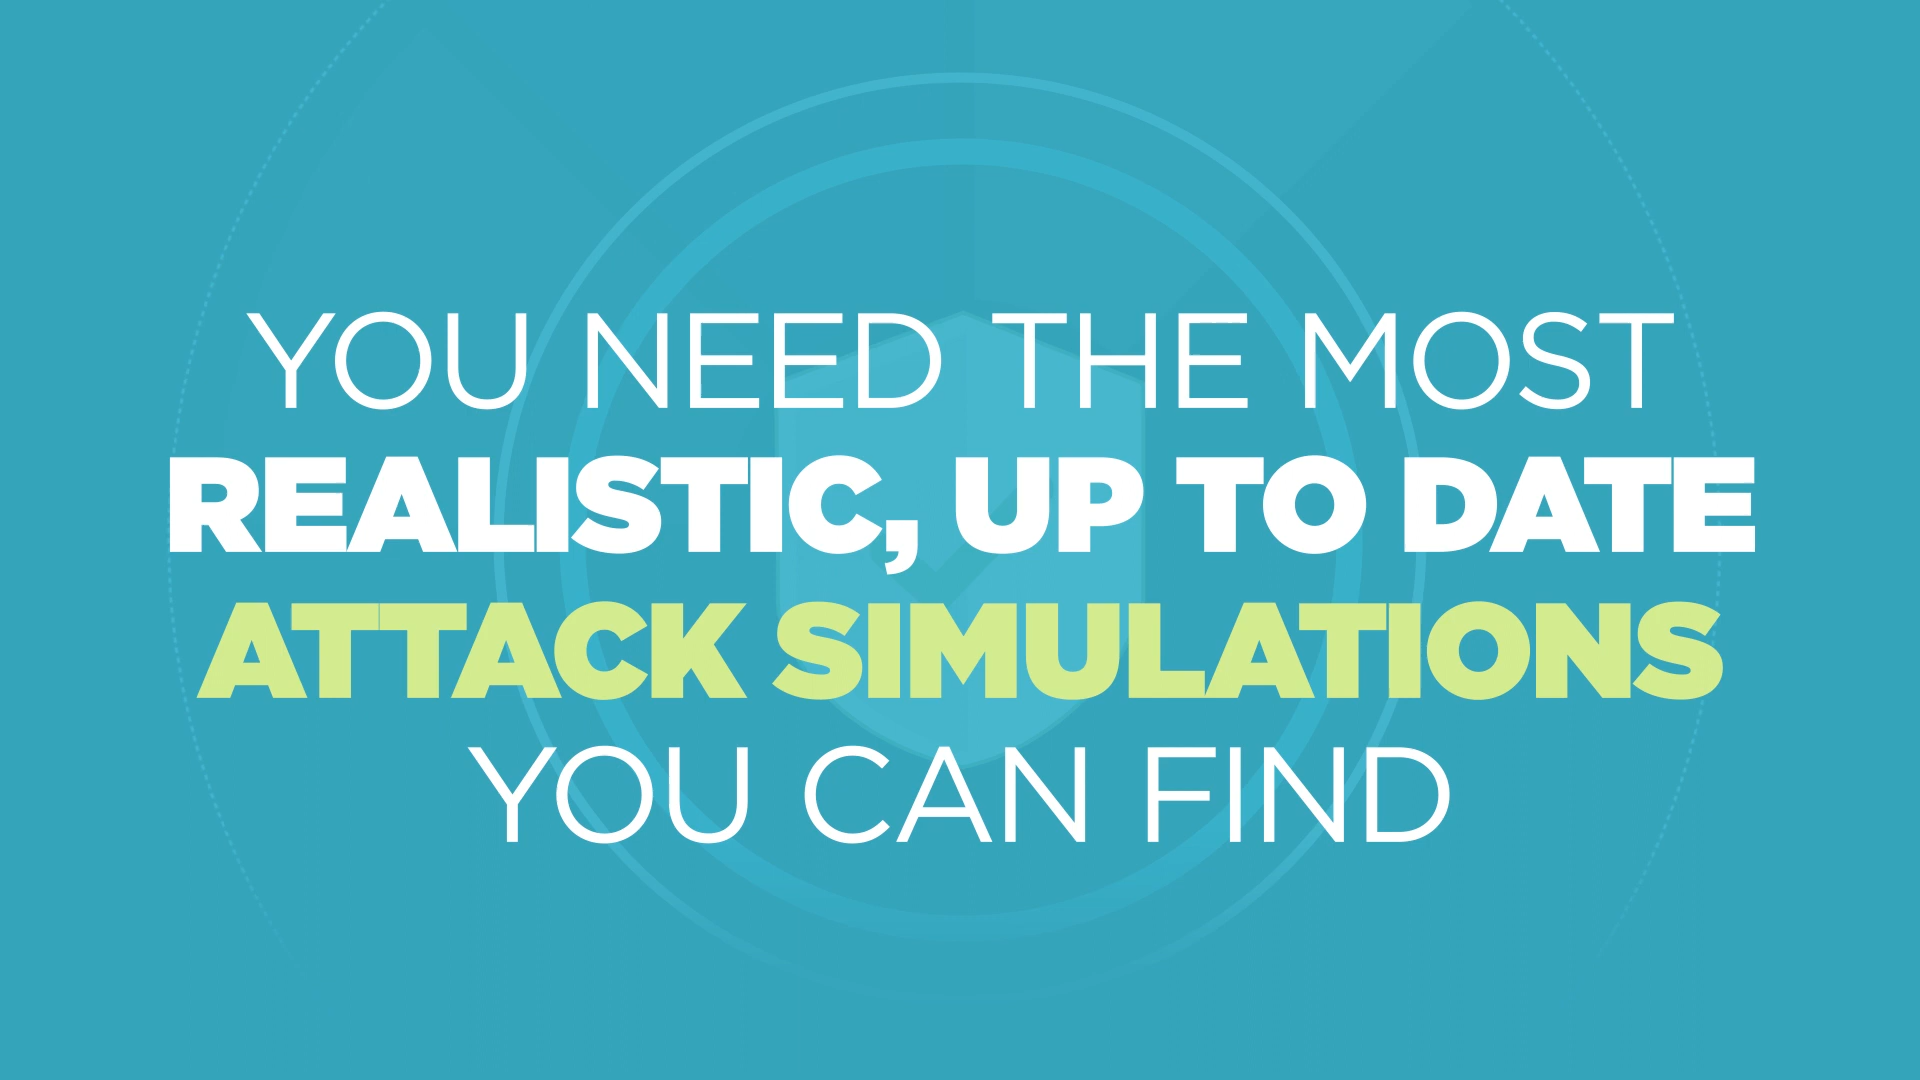 YOU NEED THE MOST
REALISTIC, UP TO DATE
ATTACK SIMULATIONS
YOU CAN FIND